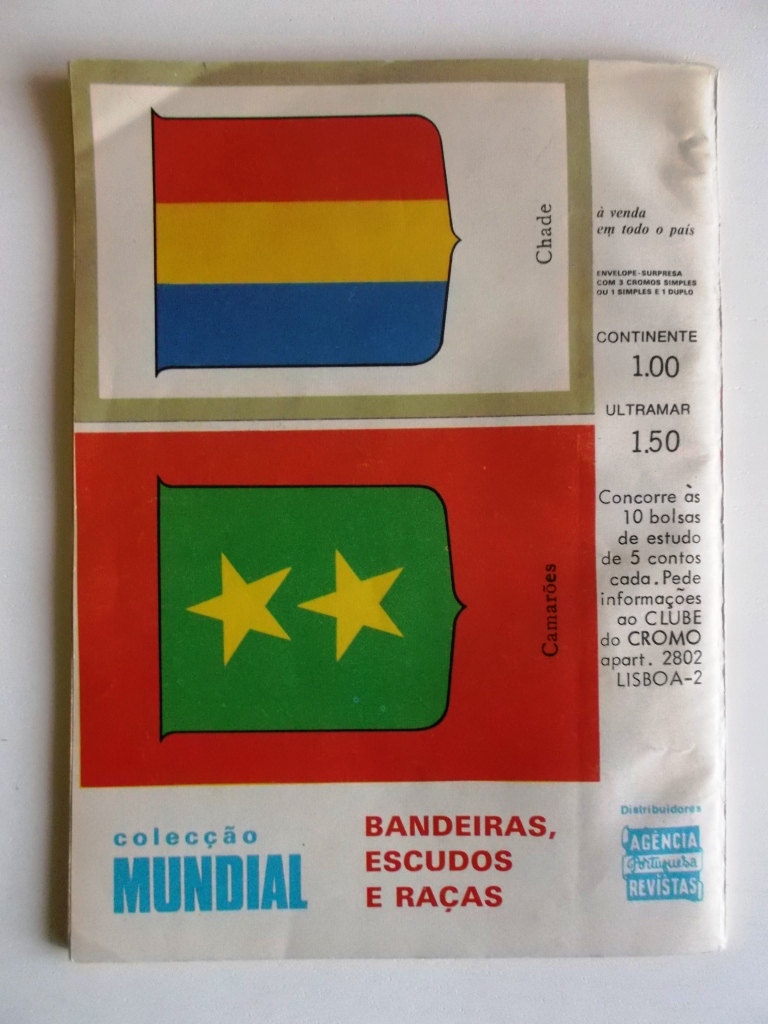 Chade
à venda
em todo o país
ENVELOPE-SURPRESA
COM 3 CROMOS SIMPLES
OU 1 SIMPLES E 1 DUPLO
CONTINENTE
1.00
ULTRAMAR
1.50
Concorre às
10 bolsas
de estudo
de 5 contos
cada. Pede
informações
ao CLUBE
do CROMO
apart. 2802
LISBOA-2
Camarões
colecção
MUNDIAL
BANDEIRAS,
ESCUDOS
E RAÇAS
Distribuidores
AGÊNCIA
Portuguesa
REVISTAS